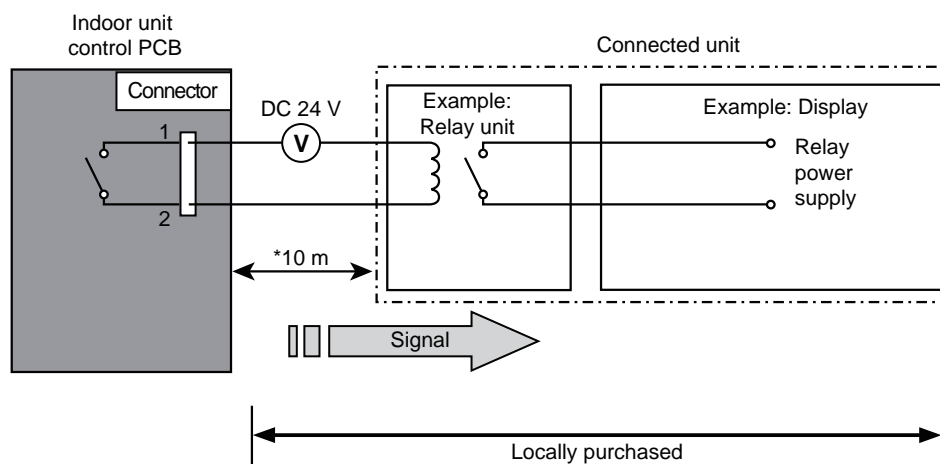 Indoor unit
control PCB
Connector
1
2
DC 24 V
V
*10 m
Connected unit
Example:
Relay unit
Example: Display
Relay
power
supply
Signal
Locally purchased